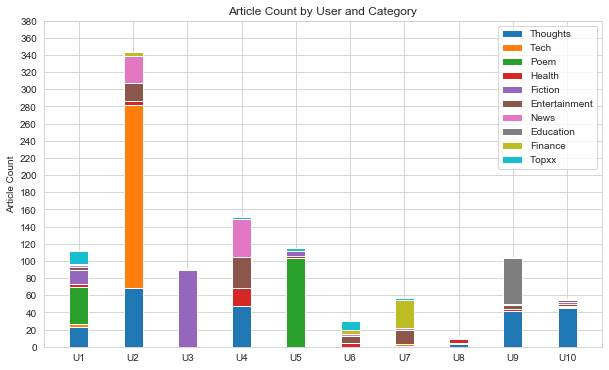 Article Count by User and Category
Article Count
380
360
340
320
300
280
260
240
220
200
180
160
140
120
100
80
60
40
20
0
U1 U2 U3 U4 U5 U6 U7 U8 U9 U10
Thoughts
Tech
Poem
Health
Fiction
Entertainment
News
Education
Finance
Topxx